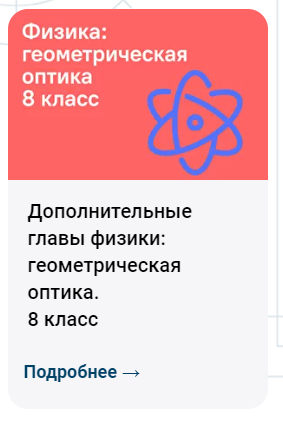 Физика:
геометрическая
оптика
8 класс
Дополнительные
главы физики:
геометрическая
оптика.
8 класс
Подробнее →